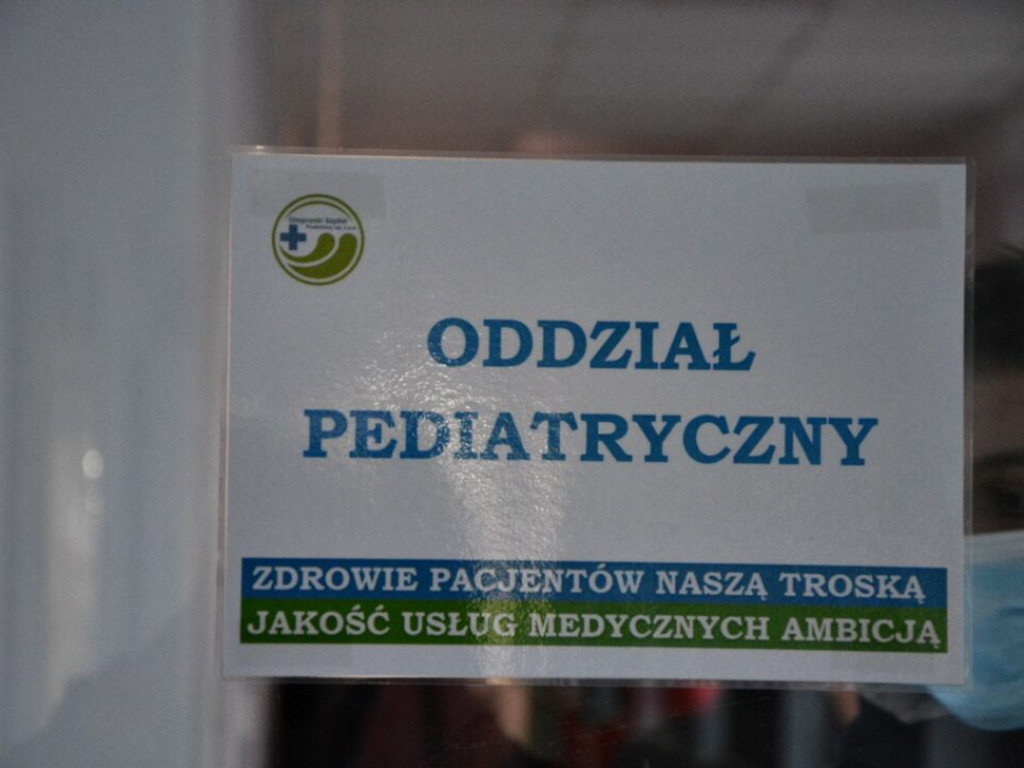 ODDZIAŁ
PEDIATRYCZNY
ZDROWIE PACJENTÓW NASZĄ TROSKĄ
JAKOŚĆ USŁUG MEDYCZNYCH AMBICJĄ